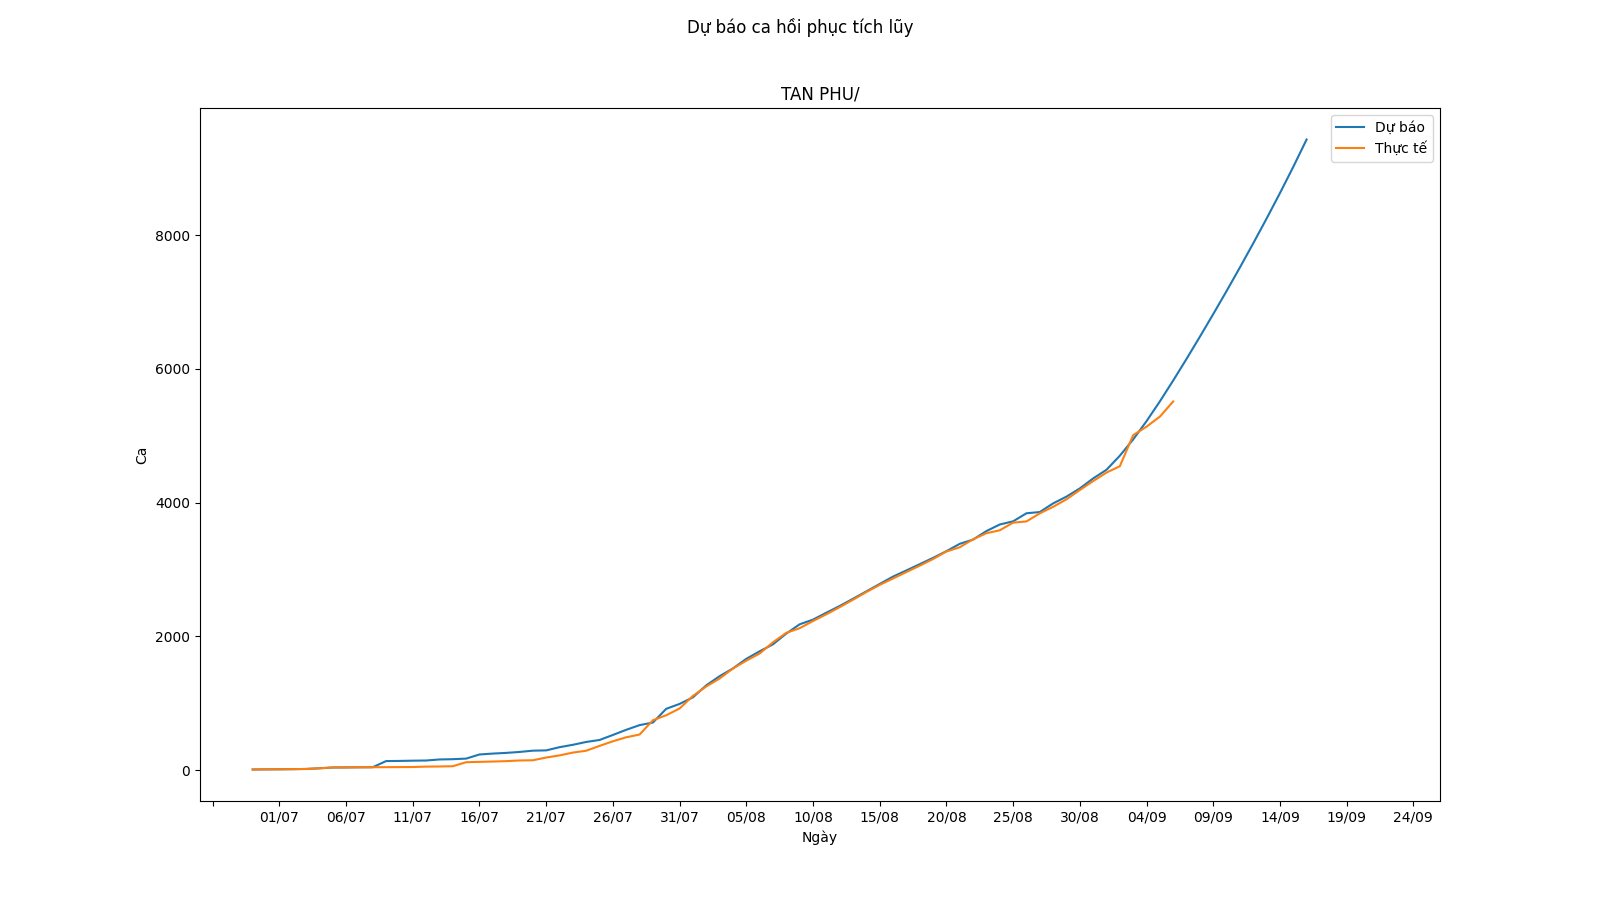 Dự báo ca hồi phục tích lũy
TAN PHU/
Dự báo
Thực tế
8000
6000
4000
2000
0
Ca
01/07 06/07 11/07 16/07 21/07 26/07 31/07 05/08 10/08 15/08 20/08 25/08 30/08 04/09 09/09 14/09 19/09 24/09
Ngày